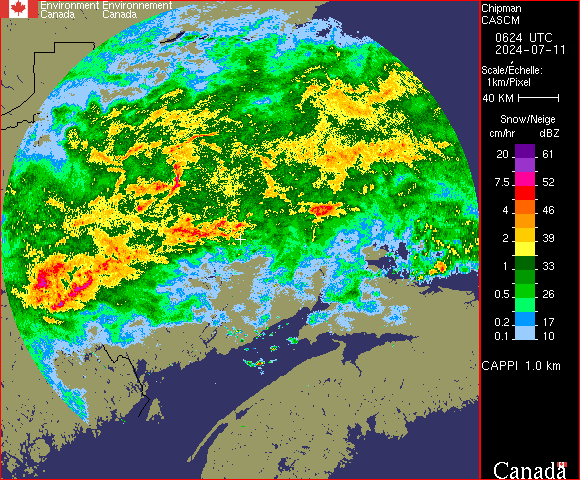 Environment Environnement
Canada Canada
Chipman
CASCM
0624 UTC
2024-07-11
Scale/Échelle:
1km/Pixel
40 KM
Snow/Neige
cm/hr dBZ
20 61
7.5 52
4 46
2 39
1 33
0.5 26
0.2 17
0.1 10
CAPPI 1.0 km
Canada